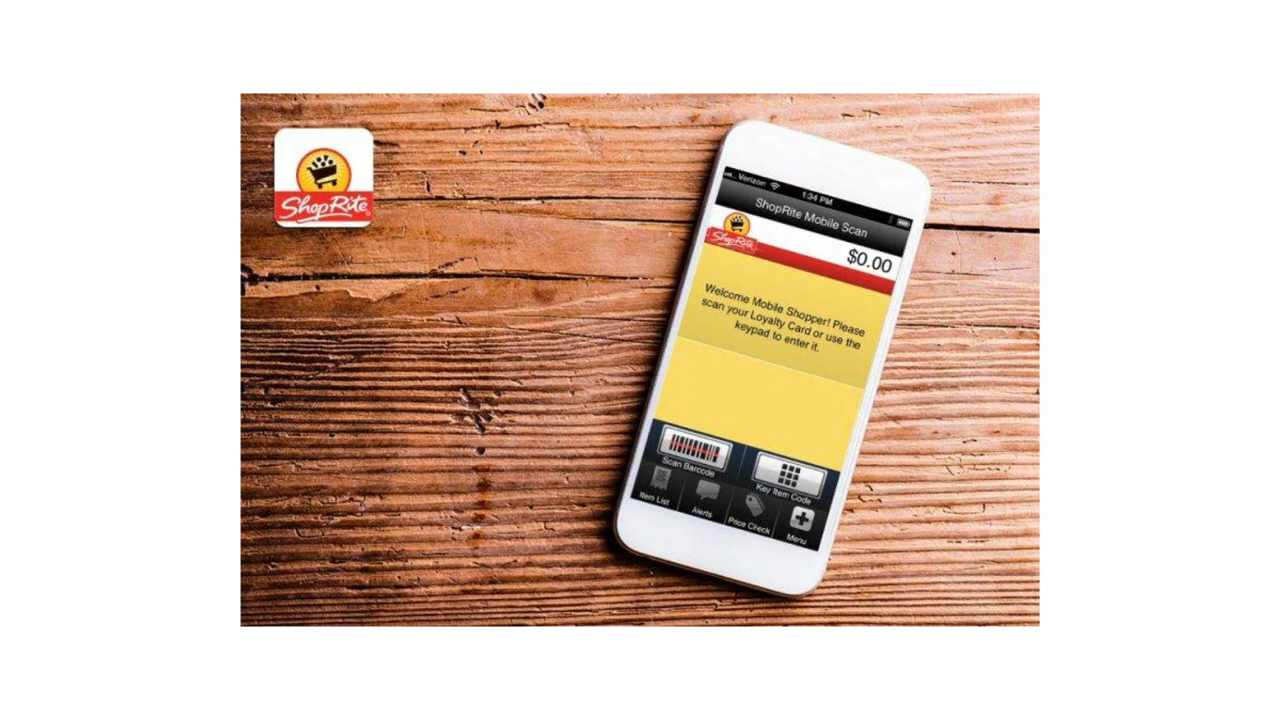 ShopRite
Verizon
1:34 PM
ShopRite Mobile Scan
ShopRite
$0.00
Welcome Mobile Shopper! Please
scan your Loyalty Card or use the
keypad to enter it.
Scan Barcode
Key Item Code
Item List
Alerts
Price Check
Menu